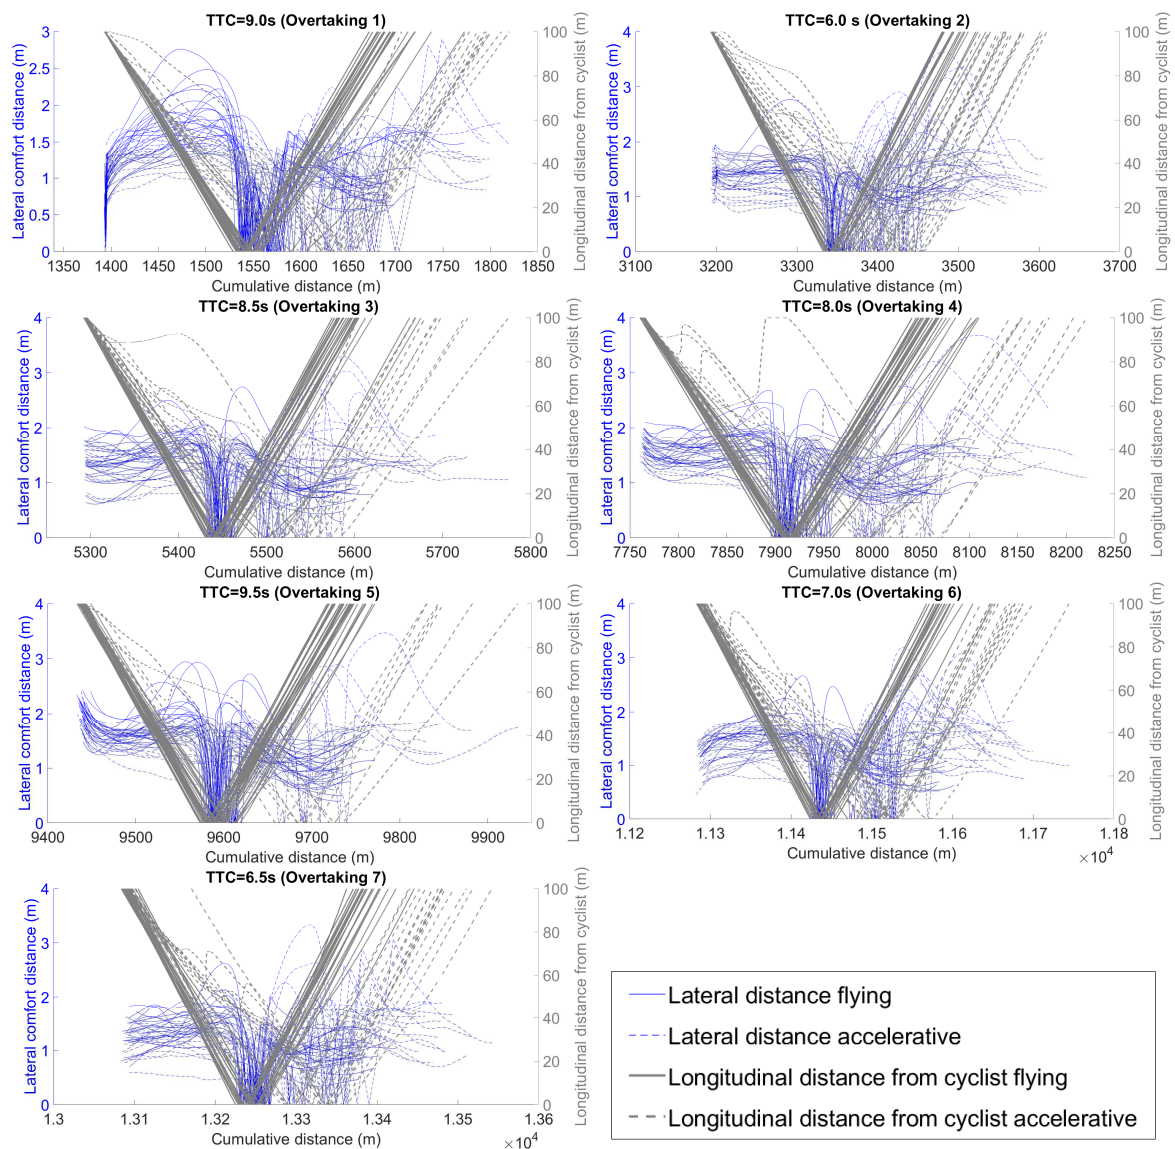 TTC=9.0s (Overtaking 1)
Lateral comfort distance (m)
3
2.5
2
1.5
1
0.5
0
100
80
60
40
20
0
Longitudinal distance from cyclist (m)
1350 1400 1450 1500 1550 1600 1650 1700 1750 1800 1850
Cumulative distance (m)
TTC=6.0 s (Overtaking 2)
Lateral comfort distance (m)
4
3
2
1
0
100
80
60
40
20
0
Longitudinal distance from cyclist (m)
3100 3200 3300 3400 3500 3600 3700
Cumulative distance (m)
TTC=8.5s (Overtaking 3)
Lateral comfort distance (m)
4
3
2
1
0
100
80
60
40
20
0
Longitudinal distance from cyclist (m)
5300 5400 5500 5600 5700 5800
Cumulative distance (m)
TTC=8.0s (Overtaking 4)
Lateral comfort distance (m)
4
3
2
1
0
100
80
60
40
20
0
Longitudinal distance from cyclist (m)
7750 7800 7850 7900 7950 8000 8050 8100 8150 8200 8250
Cumulative distance (m)
TTC=9.5s (Overtaking 5)
Lateral comfort distance (m)
4
3
2
1
0
100
80
60
40
20
0
Longitudinal distance from cyclist (m)
9400 9500 9600 9700 9800 9900
Cumulative distance (m)
TTC=7.0s (Overtaking 6)
Lateral comfort distance (m)
4
3
2
1
0
100
80
60
40
20
0
Longitudinal distance from cyclist (m)
1.12 1.13 1.14 1.15 1.16 1.17 1.18
Cumulative distance (m)
×10⁴
TTC=6.5s (Overtaking 7)
Lateral comfort distance (m)
4
3
2
1
0
100
80
60
40
20
0
Longitudinal distance from cyclist (m)
1.3 1.31 1.32 1.33 1.34 1.35 1.36
Cumulative distance (m)
×10⁴
Lateral distance flying
Lateral distance accelerative
Longitudinal distance from cyclist flying
Longitudinal distance from cyclist accelerative